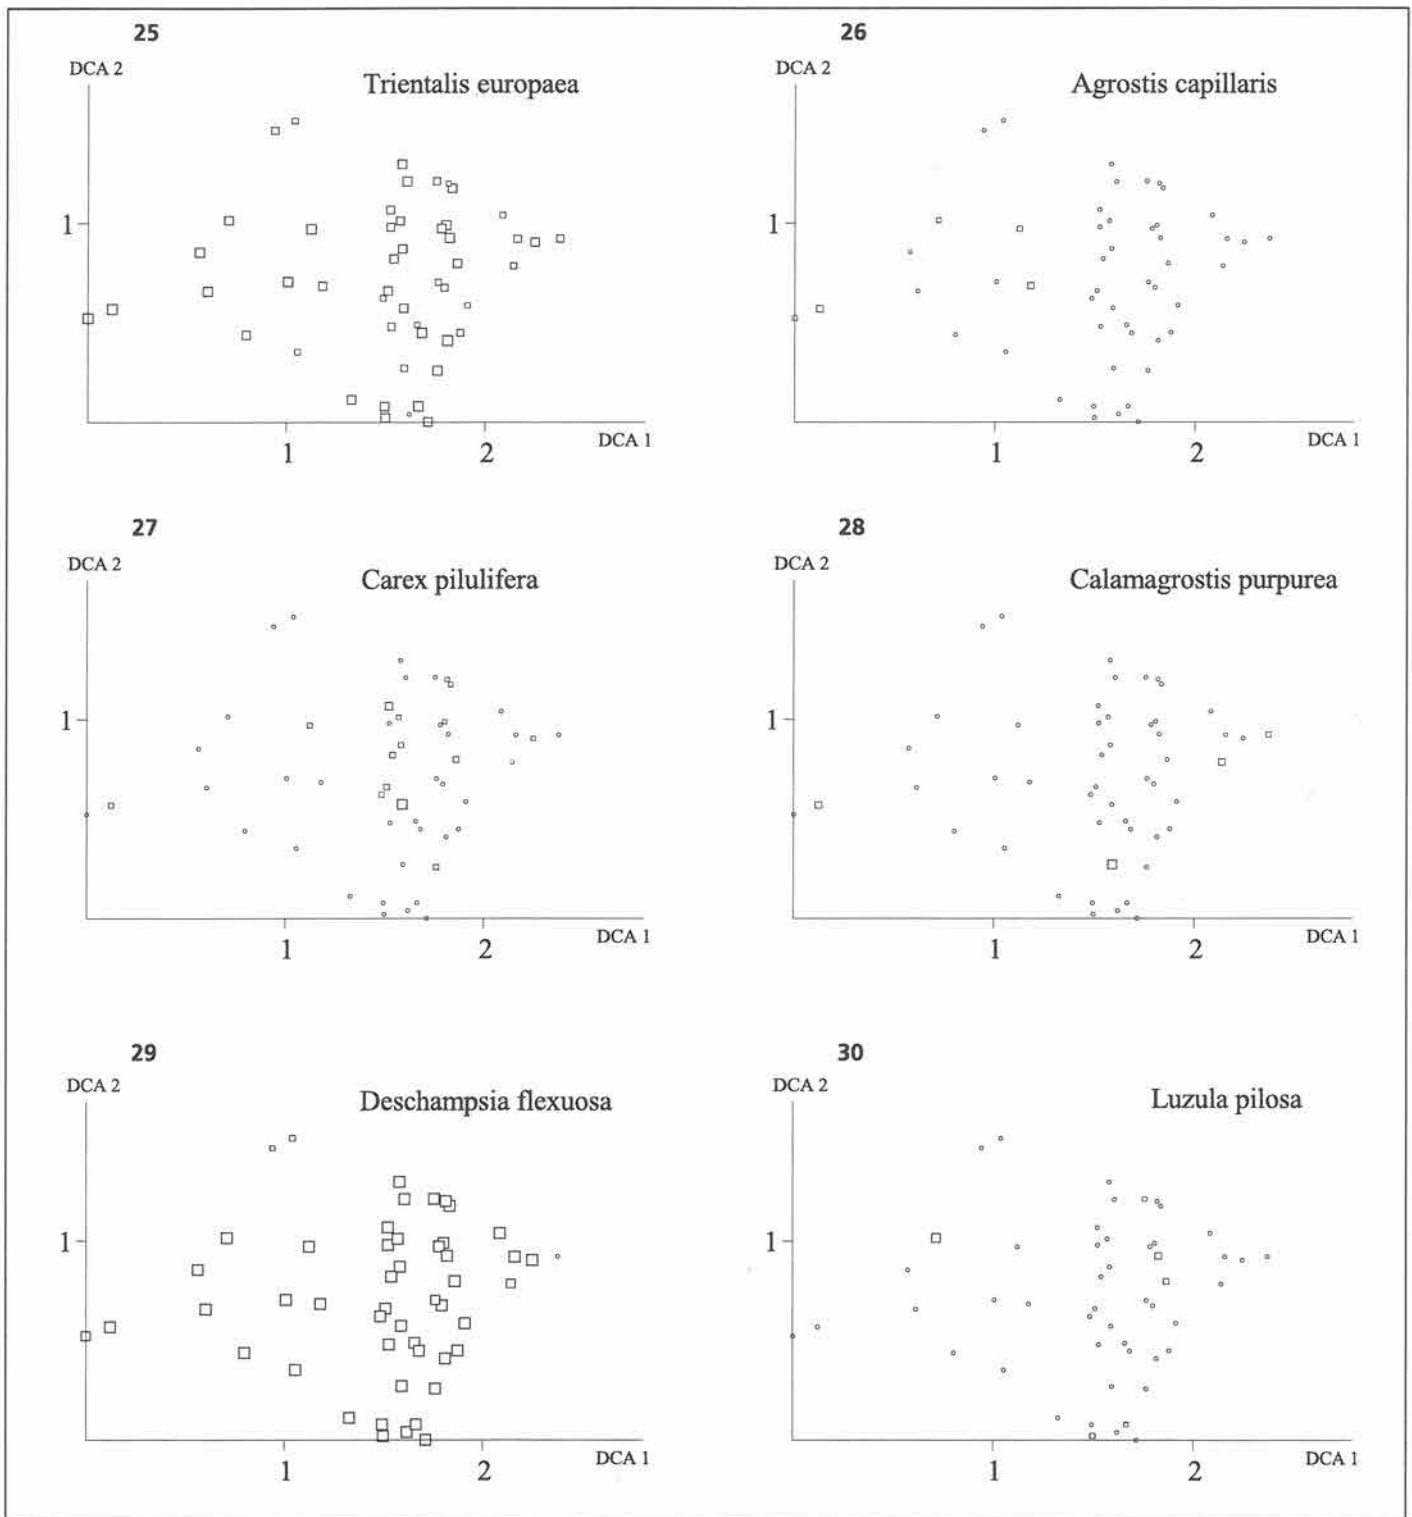 25
DCA 2
Trientalis europaea
1
1
2
DCA 1
26
DCA 2
Agrostis capillaris
1
1
2
DCA 1
27
DCA 2
Carex pilulifera
1
1
2
DCA 1
28
DCA 2
Calamagrostis purpurea
1
1
2
DCA 1
29
DCA 2
Deschampsia flexuosa
1
1
2
DCA 1
30
DCA 2
Luzula pilosa
1
1
2
DCA 1